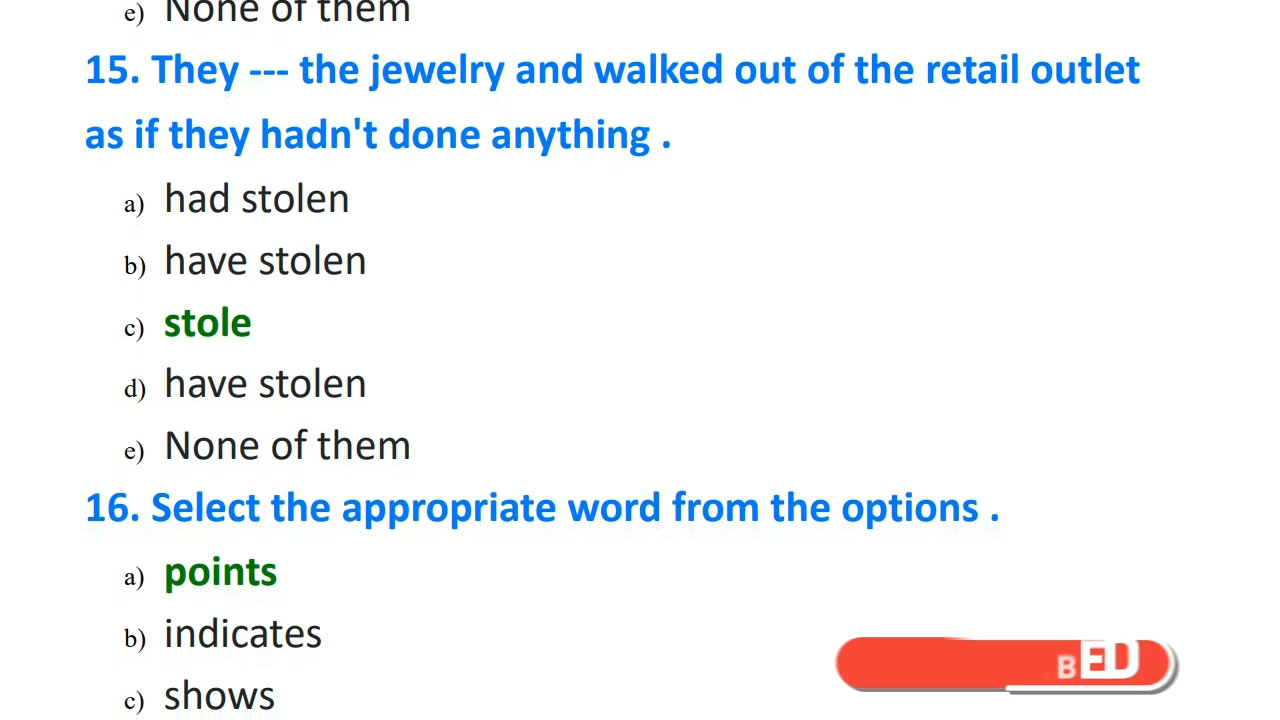 e) None of them
15. They --- the jewelry and walked out of the retail outlet
as if they hadn't done anything .
a) had stolen
b) have stolen
c) stole
d) have stolen
e) None of them
16. Select the appropriate word from the options .
a) points
b) indicates
c) shows
BED